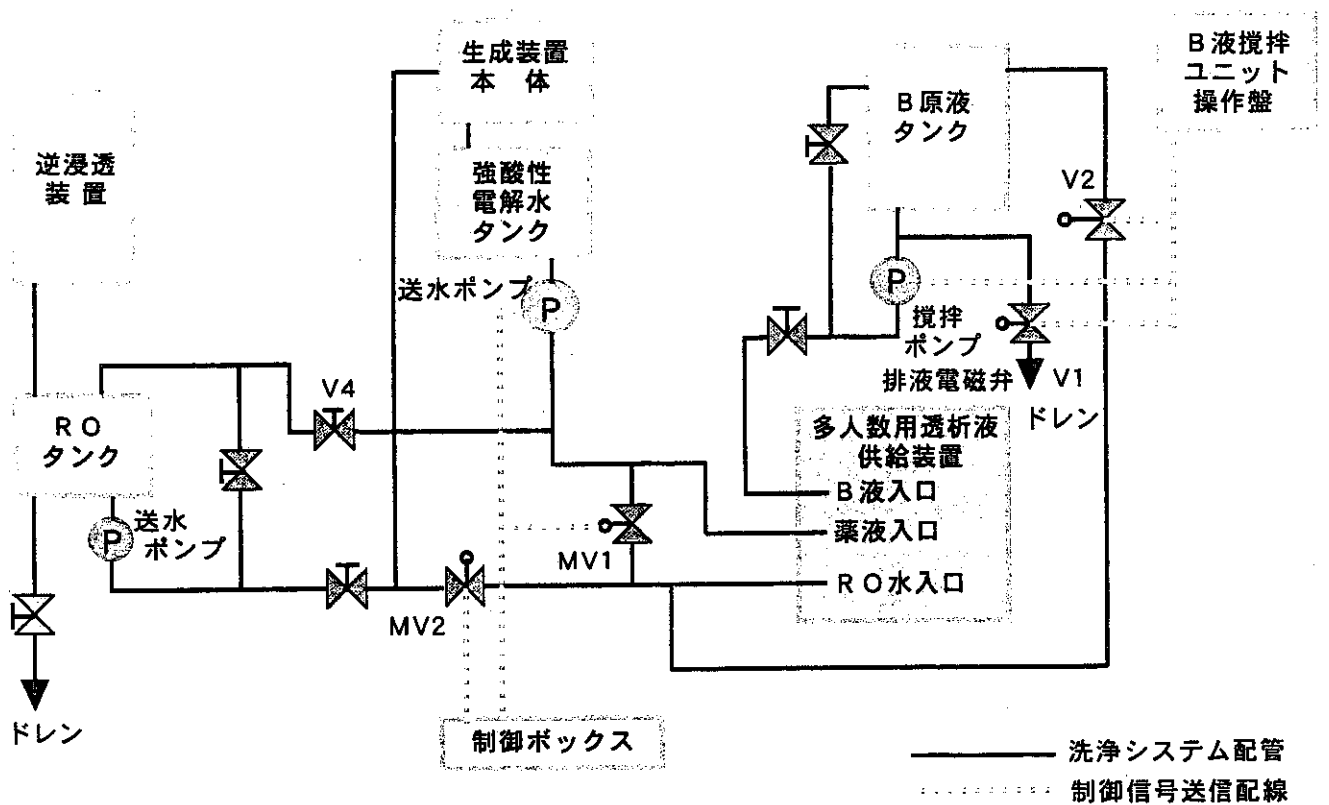 生成装置
本 体
B液撹拌
ユニット
操作盤
B原液
タンク
逆浸透
装 置
強酸性
電解水
タンク
V2
送水ポンプ
P
P
撹拌
ポンプ
排液電磁弁
V1
ドレン
V4
RO
タンク
多人数用透析液
供給装置
B液入口
薬液入口
RO水入口
P
送水
ポンプ
MV1
MV2
ドレン
制御ボックス
洗浄システム配管
制御信号送信配線